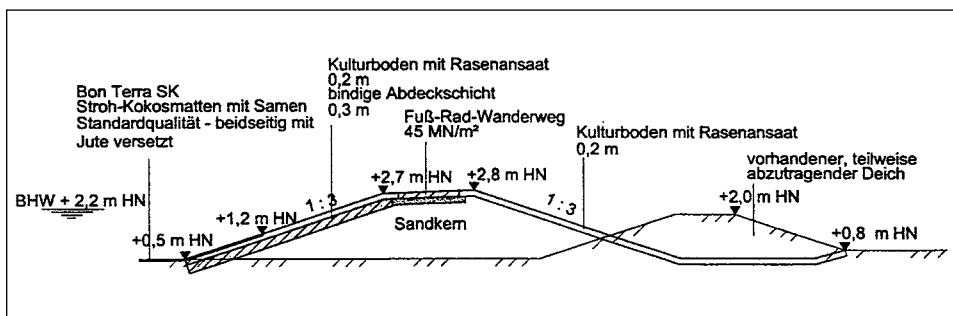 Kulturboden mit Rasenansaat
0,2 m
bindige Abdeckschicht
0,3 m
Bon Terra SK
Stroh-Kokosmatten mit Samen
Standardqualität - beidseitig mit
Jute versetzt
Fuß-Rad-Wanderweg
45 MN/m²
Kulturboden mit Rasenansaat
0,2 m
vorhandener, teilweise
abzutragender Deich
BHW + 2,2 m HN
+0,5 m HN
+1,2 m HN
1 : 3
+2,7 m HN
+2,8 m HN
Sandkern
1 : 3
+2,0 m HN
+0,8 m HN